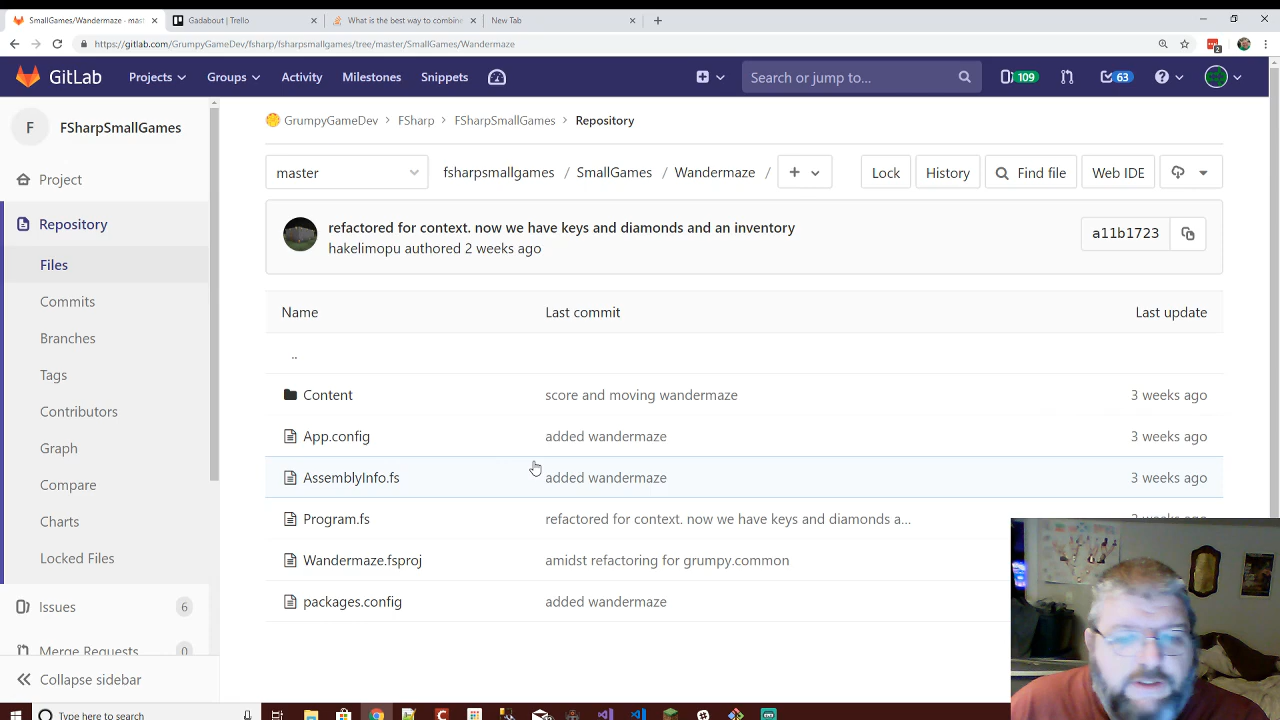 SmallGames/Wandermaze · mas
Gadabout | Trello
What is the best way to combine
New Tab
https://gitlab.com/GrumpyGameDev/fsharp/fsharpsmallgames/tree/master/SmallGames/Wandermaze
GitLab
Projects
Groups
Activity
Milestones
Snippets
Search or jump to...
109
63
F
FSharpSmallGames
Project
Repository
Files
Commits
Branches
Tags
Contributors
Graph
Compare
Charts
Locked Files
Issues
6
Merge Requests
0
Collapse sidebar
GrumpyGameDev > FSharp > FSharpSmallGames > Repository
master
fsharpsmallgames / SmallGames / Wandermaze /
+
Lock
History
Find file
Web IDE
refactored for context. now we have keys and diamonds and an inventory
hakelimopu authored 2 weeks ago
a11b1723
Name
Last commit
Last update
..
Content
score and moving wandermaze
3 weeks ago
App.config
added wandermaze
3 weeks ago
AssemblyInfo.fs
added wandermaze
3 weeks ago
Program.fs
refactored for context. now we have keys and diamonds a...
Wandermaze.fsproj
amidst refactoring for grumpy.common
packages.config
added wandermaze
Type here to search